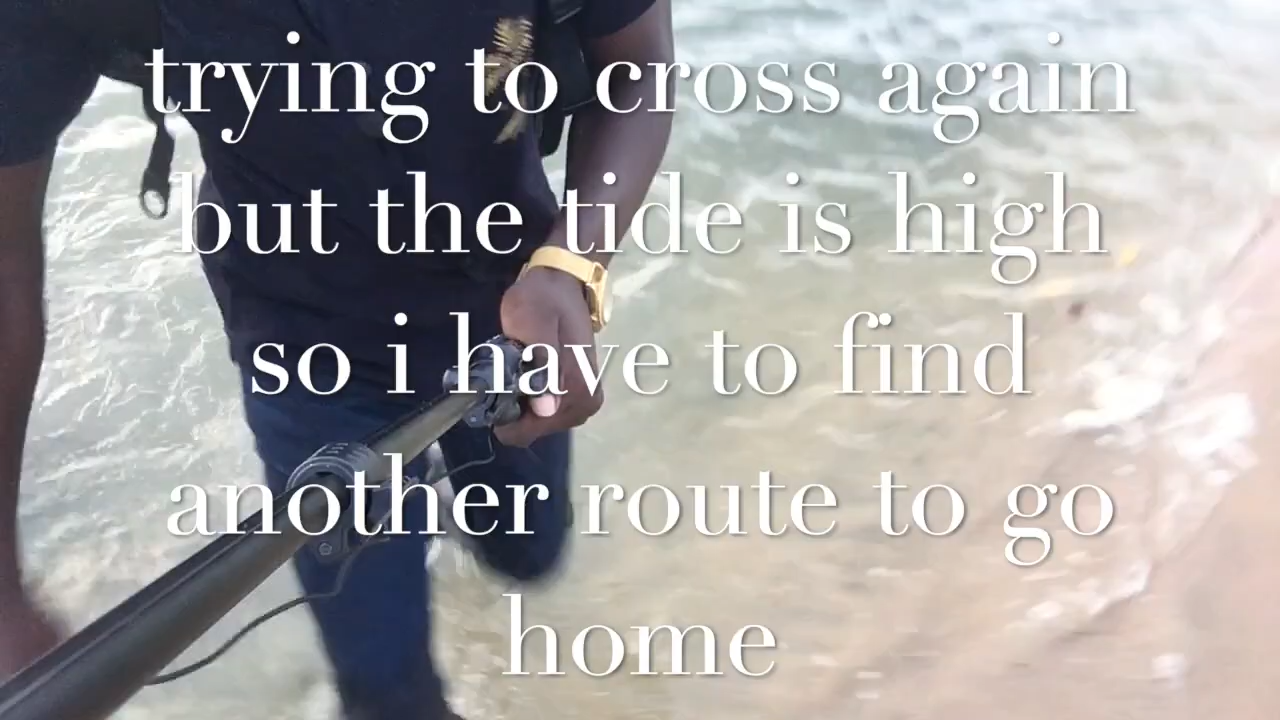 trying to cross again
but the tide is high
so i have to find
another route to go
home